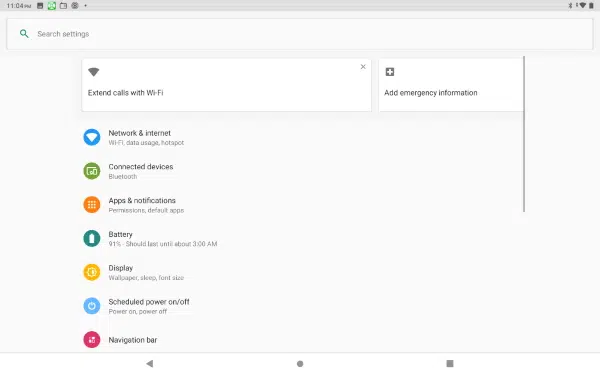 11:04 PM
Search settings
Extend calls with Wi-Fi
Add emergency information
Network & internet
Wi-Fi, data usage, hotspot
Connected devices
Bluetooth
Apps & notifications
Permissions, default apps
Battery
91% - Should last until about 3:00 AM
Display
Wallpaper, sleep, font size
Scheduled power on/off
Power on, power off
Navigation bar